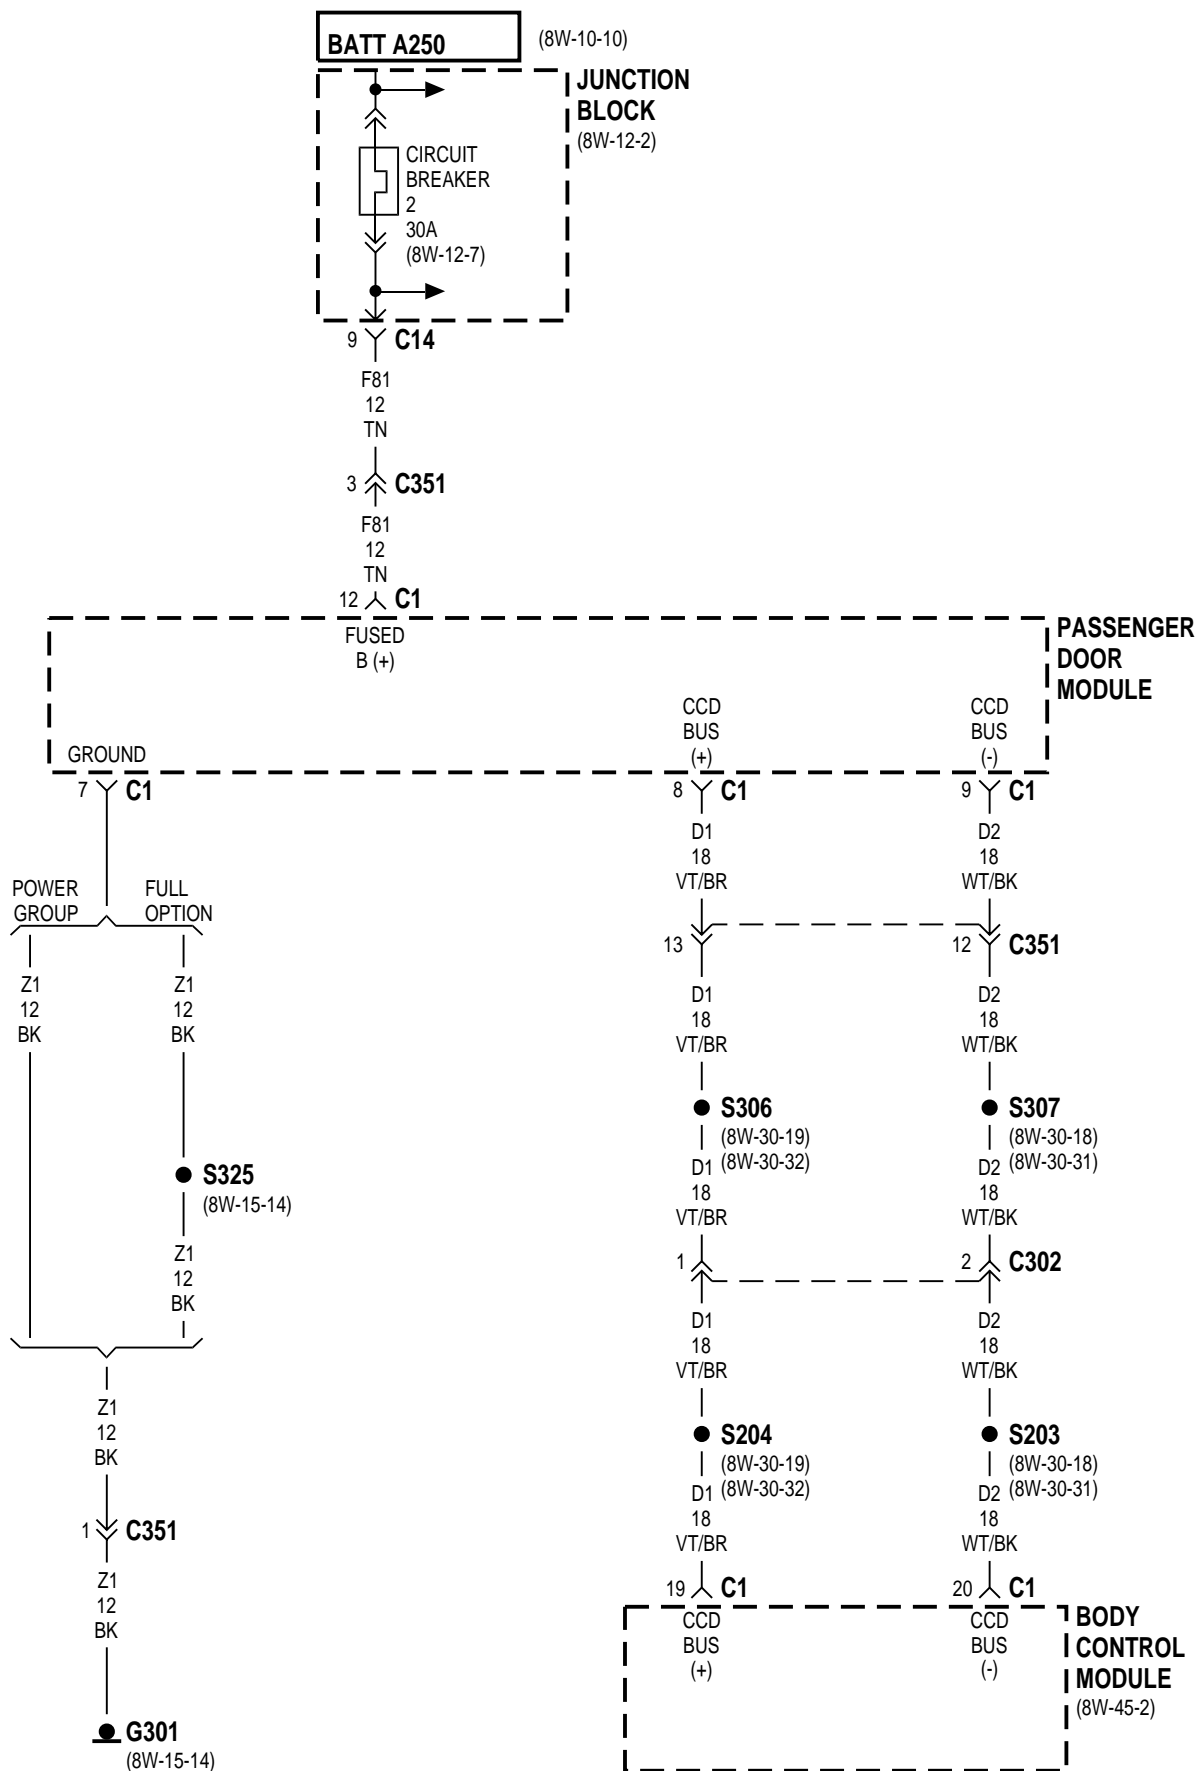 BATT A250
(8W-10-10)
JUNCTION
BLOCK
(8W-12-2)
CIRCUIT
BREAKER
2
30A
(8W-12-7)
9
C14
F81
12
TN
3
C351
F81
12
TN
12
C1
FUSED
B (+)
PASSENGER
DOOR
MODULE
CCD
BUS
(+)
CCD
BUS
(-)
GROUND
7
C1
8
C1
9
C1
D1
18
VT/BR
D2
18
WT/BK
POWER
GROUP
FULL
OPTION
13
12
C351
Z1
12
BK
Z1
12
BK
D1
18
VT/BR
D2
18
WT/BK
S306
(8W-30-19)
(8W-30-32)
S307
(8W-30-18)
(8W-30-31)
S325
(8W-15-14)
D1
18
VT/BR
D2
18
WT/BK
Z1
12
BK
1
2
C302
D1
18
VT/BR
D2
18
WT/BK
Z1
12
BK
S204
(8W-30-19)
(8W-30-32)
S203
(8W-30-18)
(8W-30-31)
D1
18
VT/BR
D2
18
WT/BK
1
C351
Z1
12
BK
19
C1
20
C1
CCD
BUS
(+)
CCD
BUS
(-)
BODY
CONTROL
MODULE
(8W-45-2)
G301
(8W-15-14)